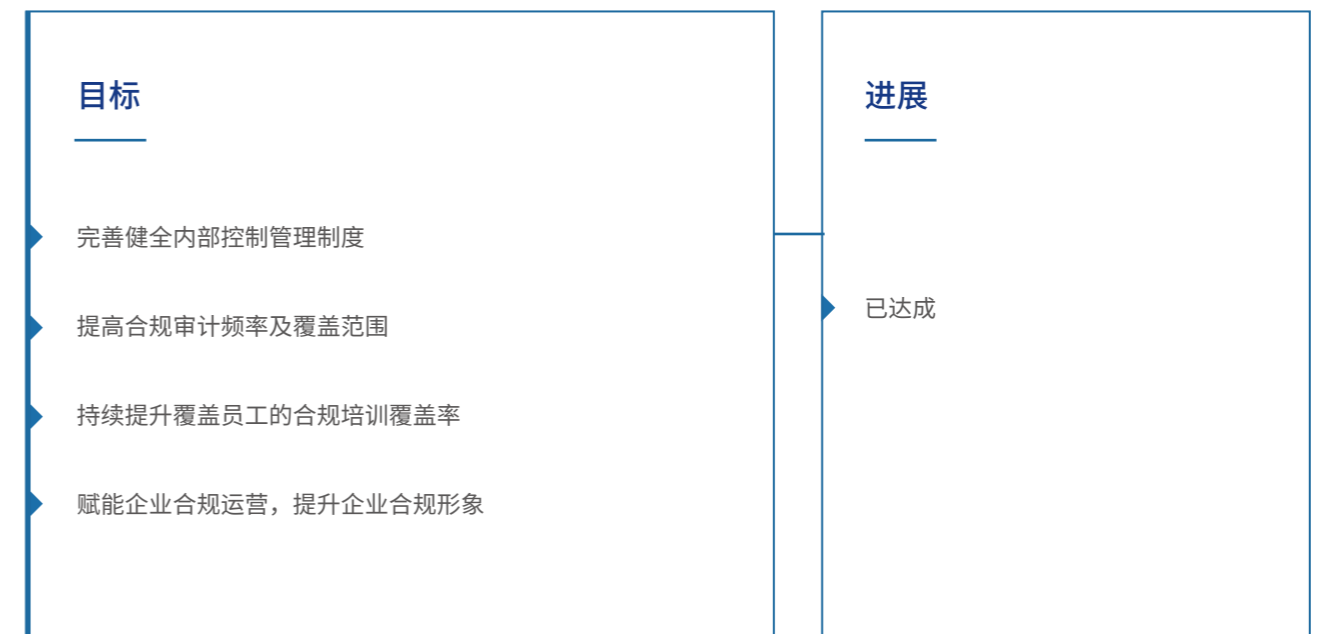 目标
完善健全内部控制管理制度
提高合规审计频率及覆盖范围
持续提升覆盖员工的合规培训覆盖率
赋能企业合规运营，提升企业合规形象
进展
已达成